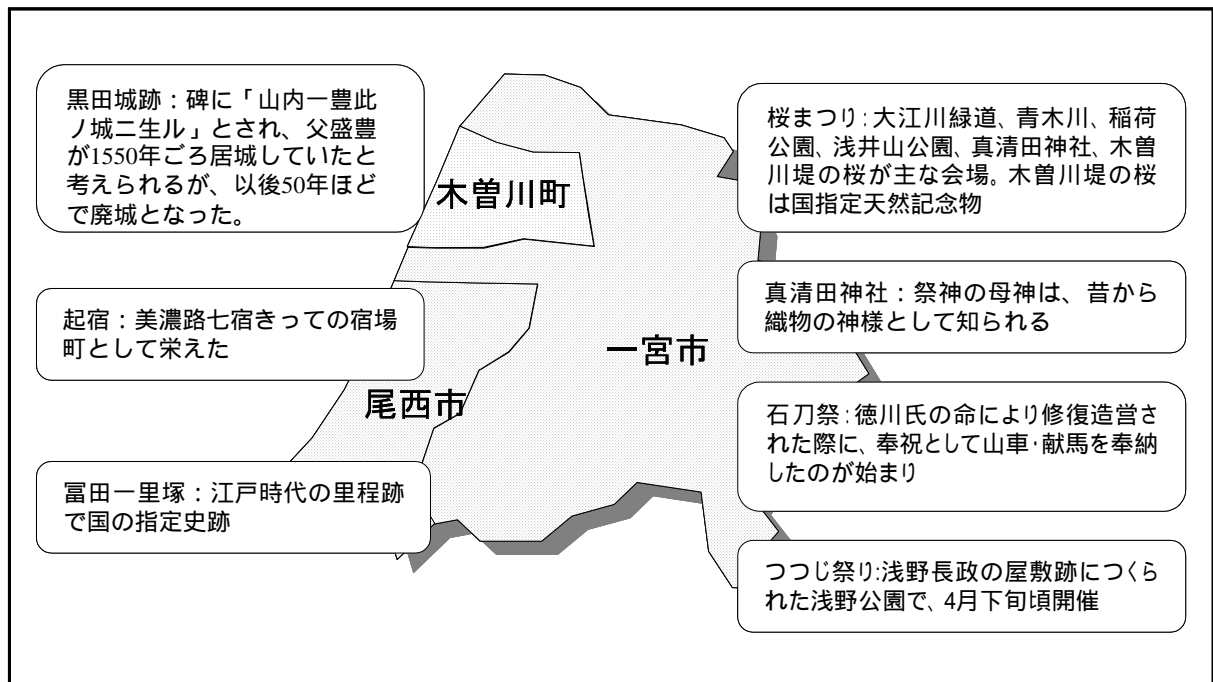 黒田城跡：碑に「山内一豊此
ノ城ニ生ル」とされ、父盛豊
が1550年ごろ居城していたと
考えられるが、以後50年ほど
で廃城となった。
起宿：美濃路七宿きっての宿場
町として栄えた
冨田一里塚：江戸時代の里程跡
で国の指定史跡
木曽川町
一宮市
尾西市
桜まつり：大江川緑道、青木川、稲荷
公園、浅井山公園、真清田神社、木曽
川堤の桜が主な会場。木曽川堤の桜
は国指定天然記念物
真清田神社：祭神の母神は、昔から
織物の神様として知られる
石刀祭：徳川氏の命により修復造営さ
れた際に、奉祝として山車・献馬を奉納
したのが始まり
つつじ祭り:浅野長政の屋敷跡につくら
れた浅野公園で、4月下旬頃開催